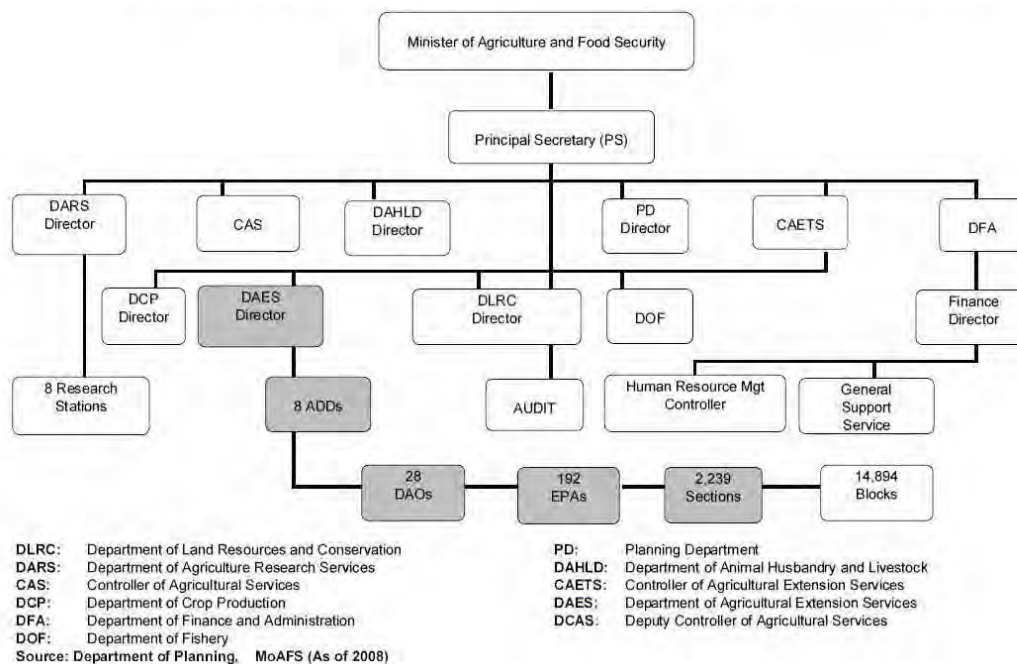 Minister of Agriculture and Food Security
Principal Secretary (PS)
DARS
Director
CAS
DAHLD
Director
PD
Director
CAETS
DFA
DCP
Director
DAES
Director
DLRC
Director
DOF
Finance
Director
8 Research
Stations
8 ADDs
AUDIT
Human Resource Mgt
Controller
General
Support
Service
28
DAOs
192
EPAs
2,239
Sections
14,894
Blocks
DLRC: Department of Land Resources and Conservation
DARS: Department of Agriculture Research Services
CAS: Controller of Agricultural Services
DCP: Department of Crop Production
DFA: Department of Finance and Administration
DOF: Department of Fishery
Source: Department of Planning, MoAFS (As of 2008)
PD: Planning Department
DAHLD: Department of Animal Husbandry and Livestock
CAETS: Controller of Agricultural Extension Services
DAES: Department of Agricultural Extension Services
DCAS: Deputy Controller of Agricultural Services